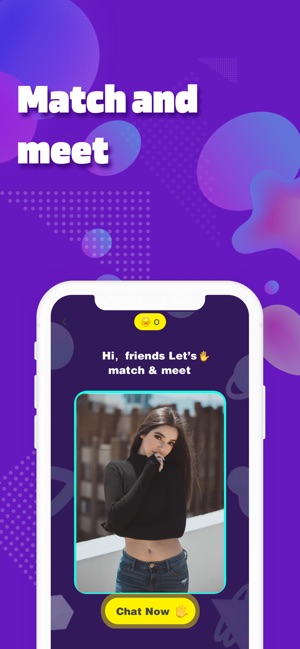 Match and
meet
0
Hi，friends Let's👋
match & meet
Chat Now 👋